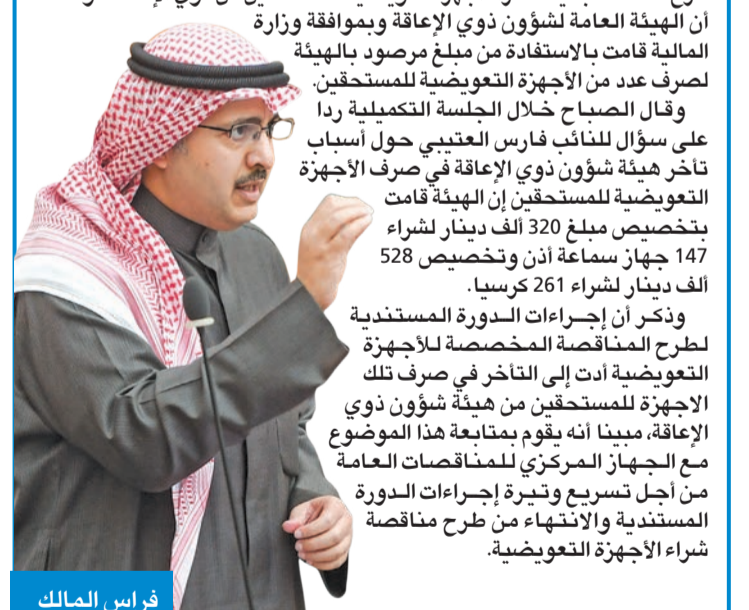 أن الهيئة العامة لشؤون ذوي الإعاقة وبموافقة وزارة
المالية قامت بالاستفادة من مبلغ مرصود بالهيئة
لصرف عدد من الأجهزة التعويضية للمستحقين.
وقال الصباح خلال الجلسة التكميلية ردا
على سؤال للنائب فارس العتيبي حول أسباب
تأخر هيئة شؤون ذوي الإعاقة في صرف الأجهزة
التعويضية للمستحقين إن الهيئة قامت
بتخصيص مبلغ 320 ألف دينار لشراء
147 جهاز سماعة أذن وتخصيص 528
ألف دينار لشراء 261 كرسيا.
وذكر أن إجراءات الدورة المستندية
لطرح المناقصة المخصصة للأجهزة
التعويضية أدت إلى التأخر في صرف تلك
الاجهزة للمستحقين من هيئة شؤون ذوي
الإعاقة، مبينا أنه يقوم بمتابعة هذا الموضوع
مع الجهاز المركزي للمناقصات العامة
من أجل تسريع وتيرة إجراءات الدورة
المستندية والانتهاء من طرح مناقصة
شراء الأجهزة التعويضية.
فراس المالك